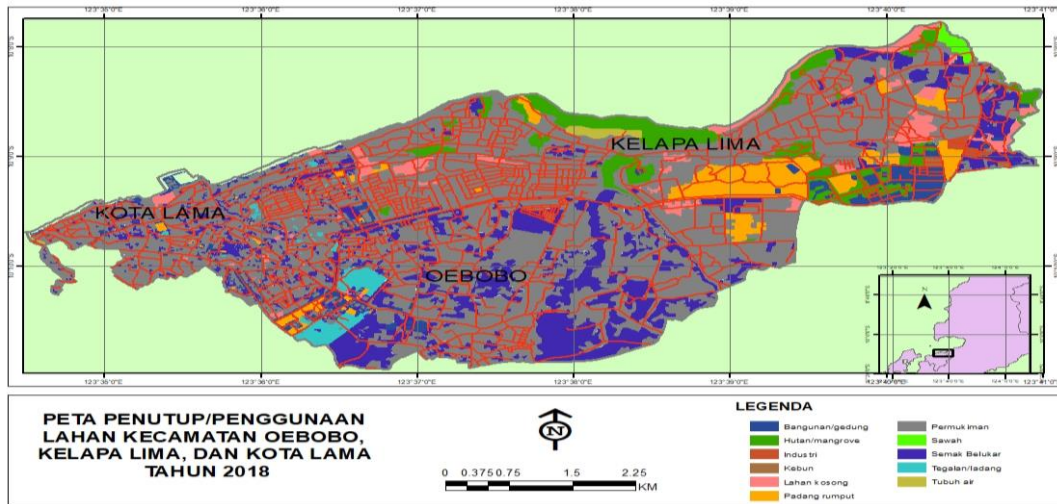 123°35'0"E 123°36'0"E 123°37'0"E 123°38'0"E 123°39'0"E 123°40'0"E 123°41'0"E
KELAPA LIMA
KOTA LAMA
OEBOBO
N
123°35'0"E 123°36'0"E 123°37'0"E 123°38'0"E 123°39'0"E
PETA PENUTUP/PENGGUNAAN
LAHAN KECAMATAN OEBOBO,
KELAPA LIMA, DAN KOTA LAMA
TAHUN 2018
N
0 0.375 0.75 1.5 2.25
KM
LEGENDA
Bangunan/gedung
Hutan/mangrove
Industri
Kebun
Lahan kosong
Padang rumput
Permukiman
Sawah
Semak Belukar
Tegalan/ladang
Tubuh air